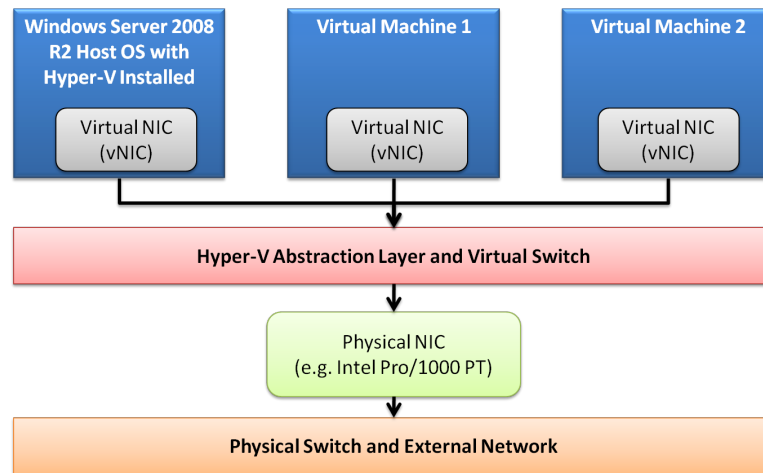 Windows Server 2008
R2 Host OS with
Hyper-V Installed
Virtual NIC
(vNIC)
Virtual Machine 1
Virtual NIC
(vNIC)
Virtual Machine 2
Virtual NIC
(vNIC)
Hyper-V Abstraction Layer and Virtual Switch
Physical NIC
(e.g. Intel Pro/1000 PT)
Physical Switch and External Network